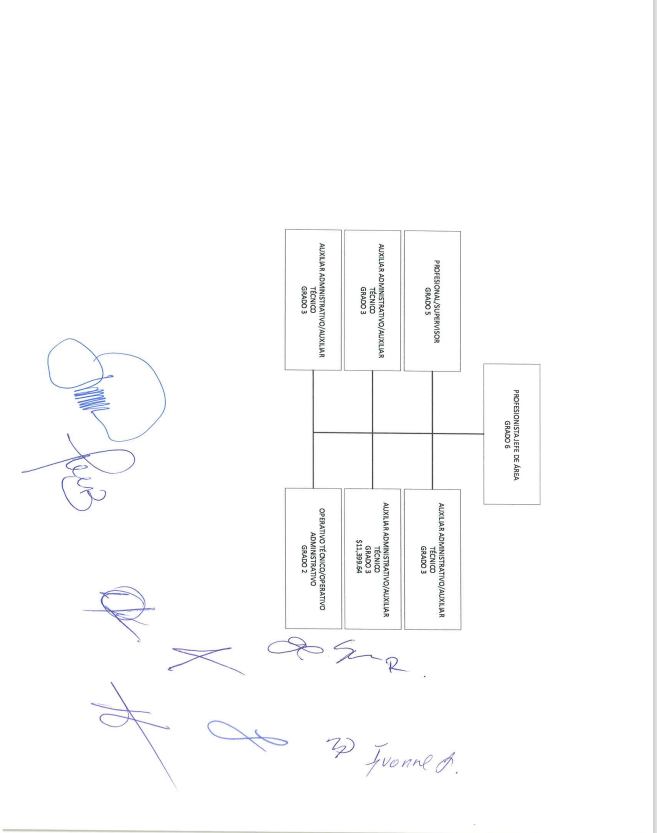 PROFESIONISTA JEFE DE ÁREA
GRADO 6
PROFESIONAL/SUPERVISOR
GRADO 5
AUXILIAR ADMINISTRATIVO/AUXILIAR
TÉCNICO
GRADO 3
AUXILIAR ADMINISTRATIVO/AUXILIAR
TÉCNICO
GRADO 3
AUXILIAR ADMINISTRATIVO/AUXILIAR
TÉCNICO
GRADO 3
$11,399.64
AUXILIAR ADMINISTRATIVO/AUXILIAR
TÉCNICO
GRADO 3
OPERATIVO TÉCNICO/OPERATIVO
ADMINISTRATIVO
GRADO 2
Ivonne